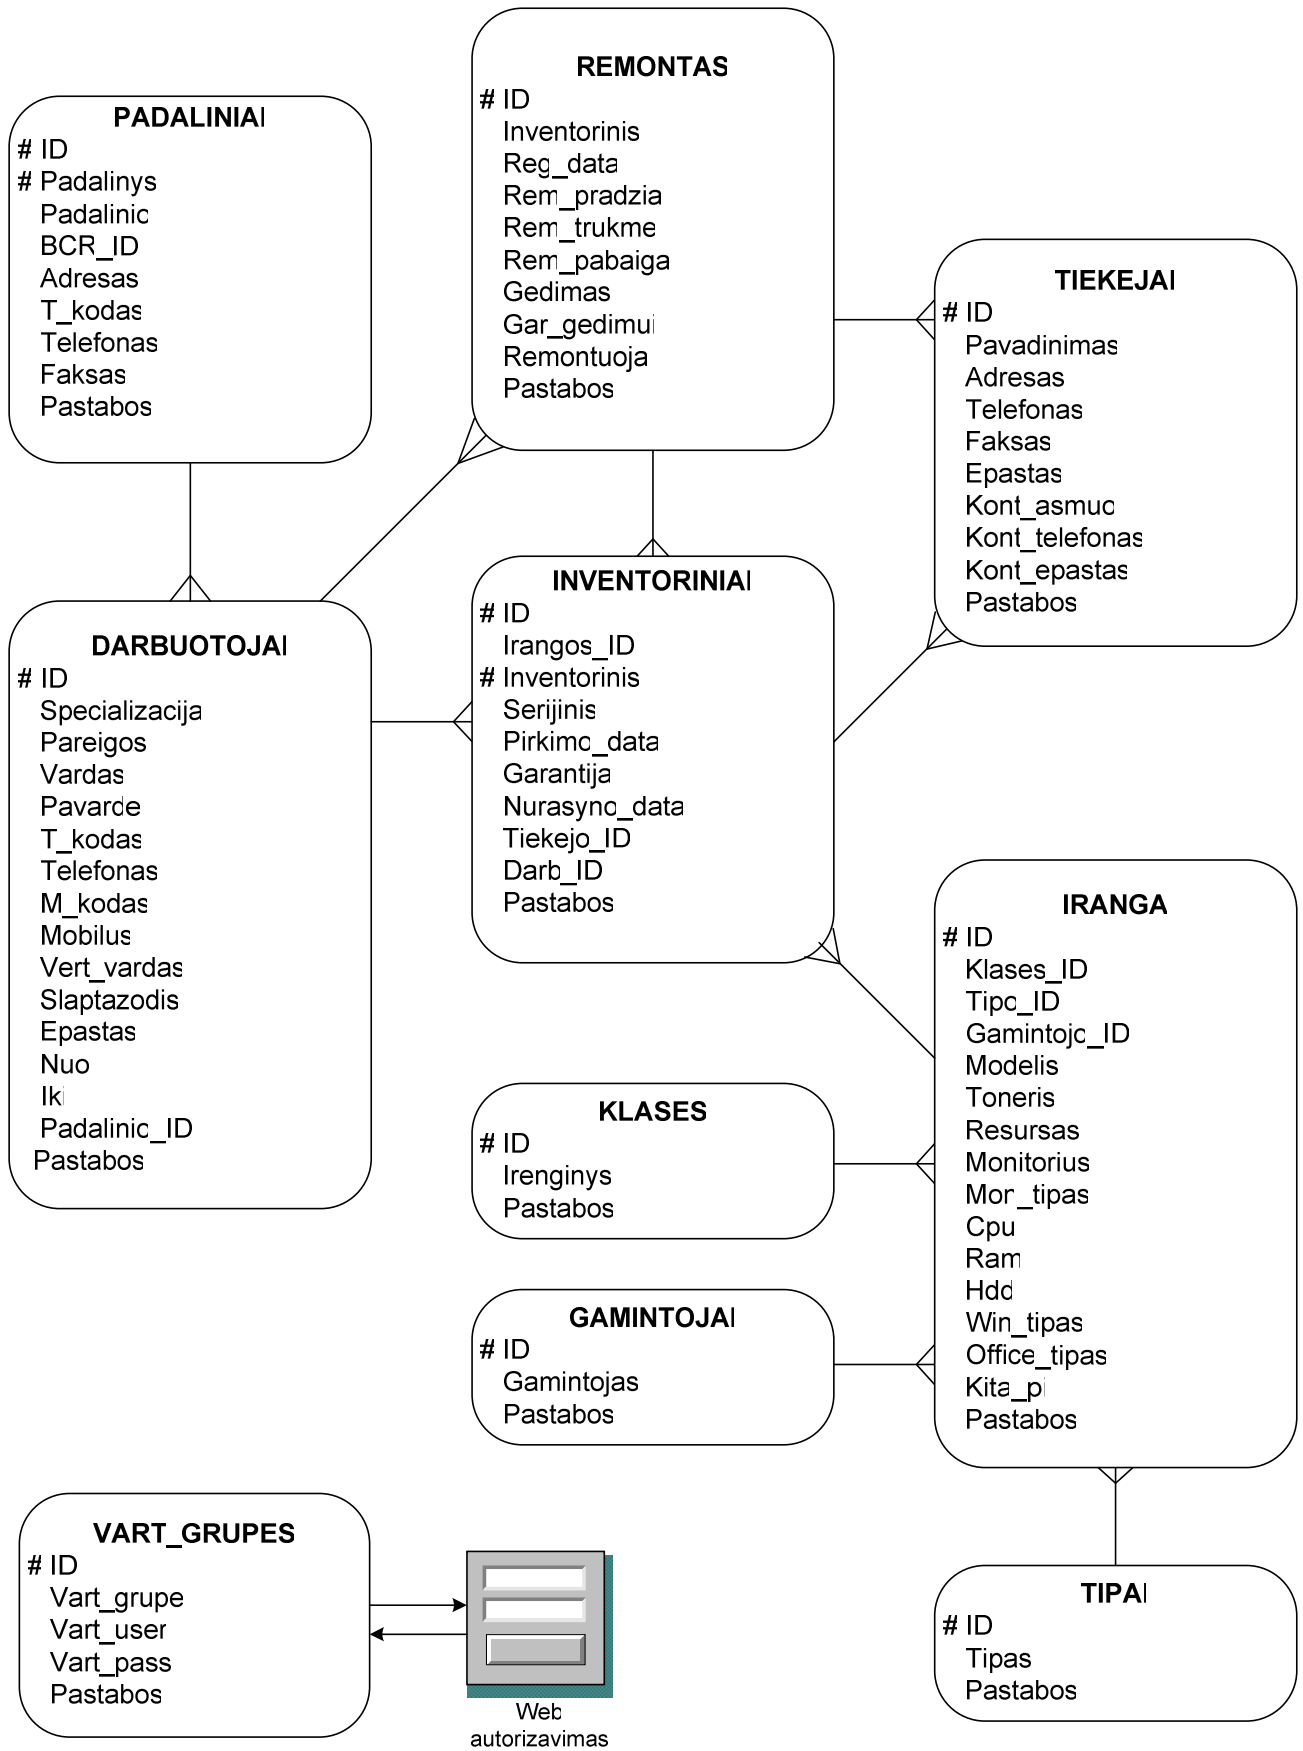 PADALINIAI
# ID
# Padalinys
Padalinio
BCR_ID
Adresas
T_kodas
Telefonas
Faksas
Pastabos
REMONTAS
# ID
Inventorinis
Reg_data
Rem_pradzia
Rem_trukme
Rem_pabaiga
Gedimas
Gar_gedimui
Remontuoja
Pastabos
TIEKEJAI
# ID
Pavadinimas
Adresas
Telefonas
Faksas
Epastas
Kont_asmuo
Kont_telefonas
Kont_epastas
Pastabos
DARBUOTOJAI
# ID
Specializacija
Pareigos
Vardas
Pavarde
T_kodas
Telefonas
M_kodas
Mobilus
Vert_vardas
Slaptazodis
Epastas
Nuo
Iki
Padalinio_ID
Pastabos
INVENTORINIAI
# ID
Irangos_ID
# Inventorinis
Serijinis
Pirkimo_data
Garantija
Nurasyno_data
Tiekejo_ID
Darb_ID
Pastabos
IRANGA
# ID
Klases_ID
Tipo_ID
Gamintojo_ID
Modelis
Toneris
Resursas
Monitorius
Mon_tipas
Cpu
Ram
Hdd
Win_tipas
Office_tipas
Kita_pi
Pastabos
KLASES
# ID
Irenginys
Pastabos
GAMINTOJAI
# ID
Gamintojas
Pastabos
VART_GRUPES
# ID
Vart_grupe
Vart_user
Vart_pass
Pastabos
Web
autorizavimas
TIPAI
# ID
Tipas
Pastabos